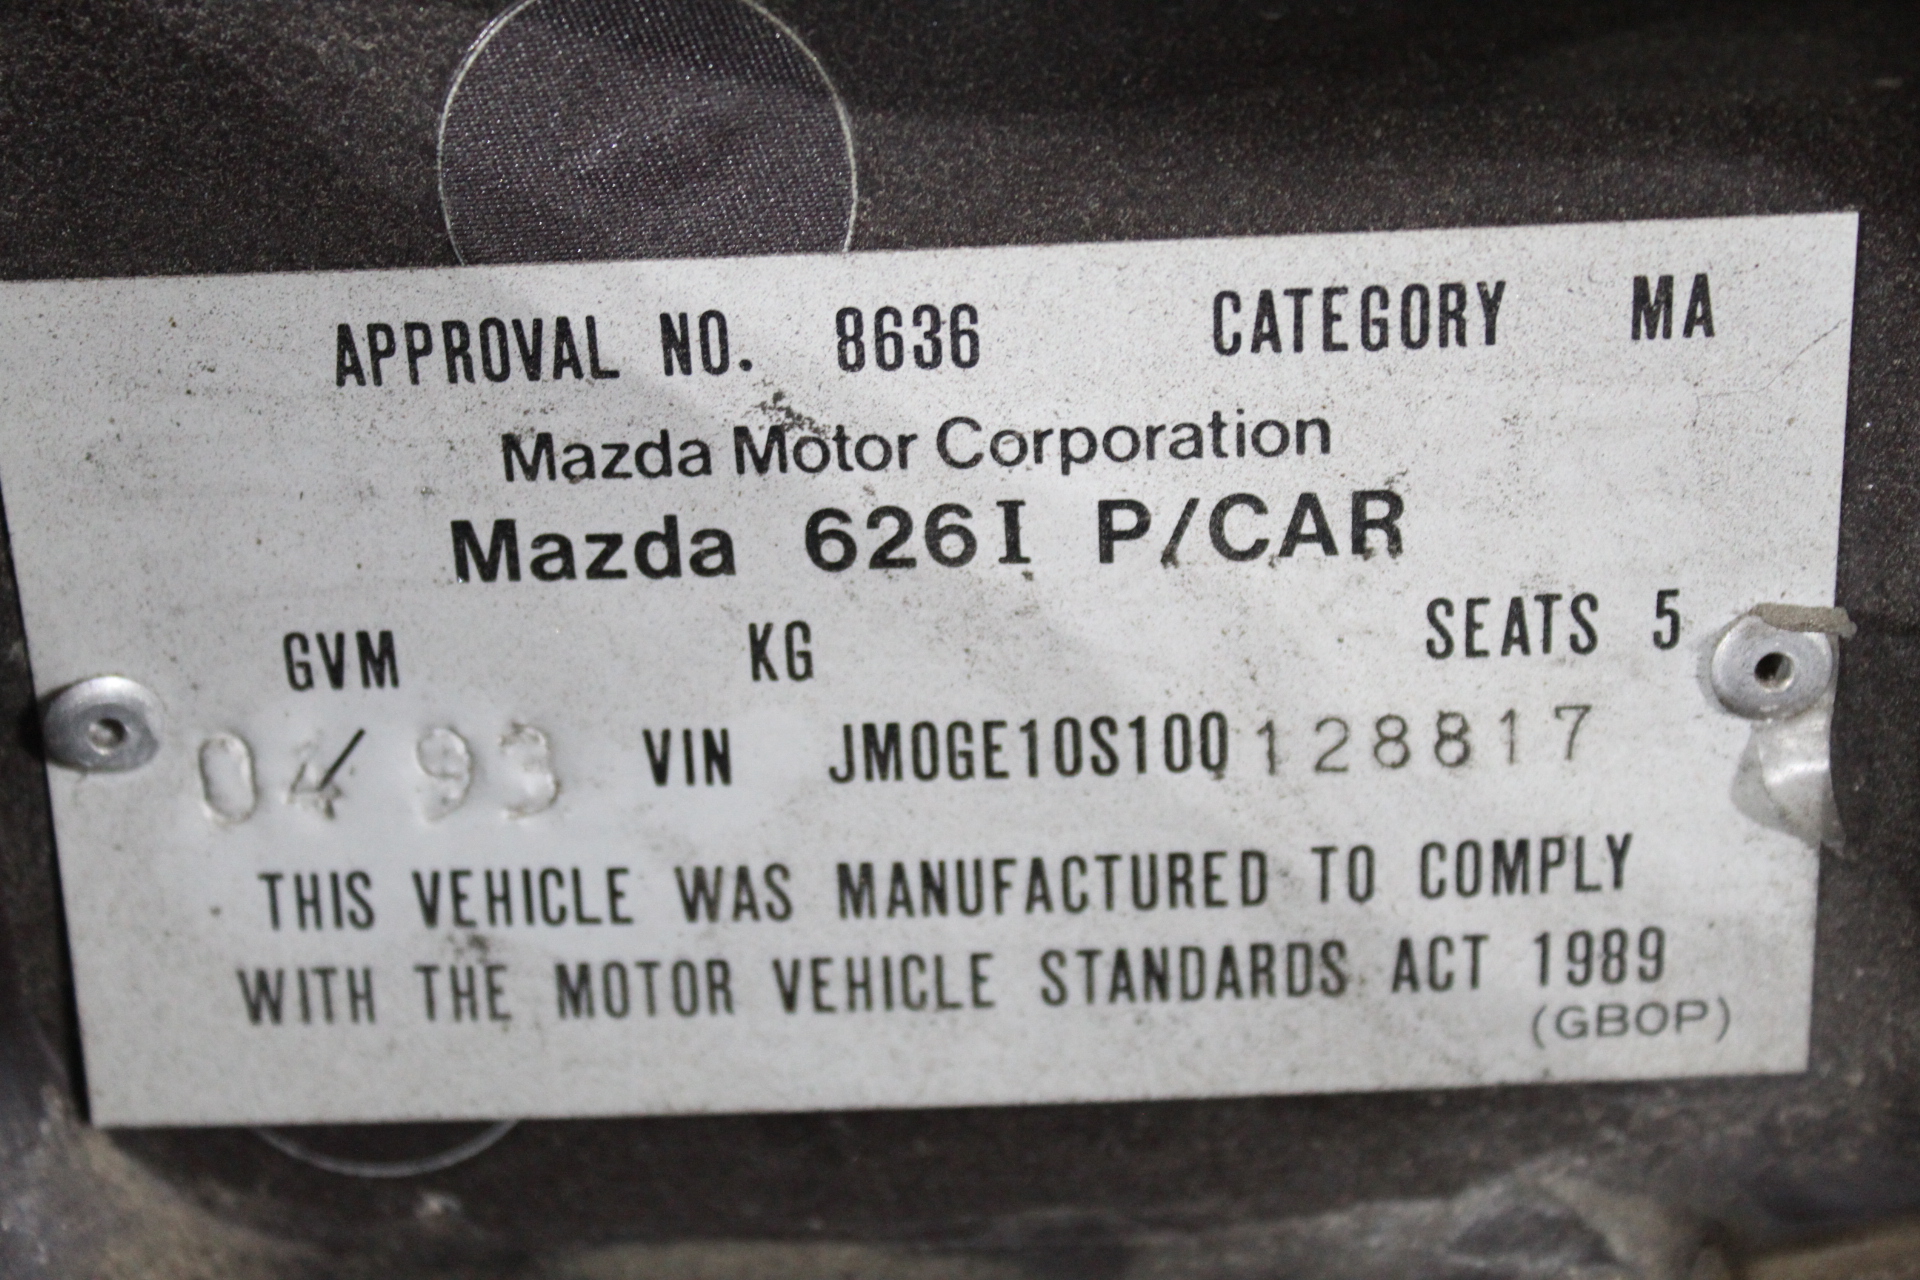 APPROVAL NO. 8636 CATEGORY MA
Mazda Motor Corporation
Mazda 626I P/CAR
GVM KG SEATS 5
04/93 VIN JM0GE10S100128817
THIS VEHICLE WAS MANUFACTURED TO COMPLY
WITH THE MOTOR VEHICLE STANDARDS ACT 1989
(GBOP)